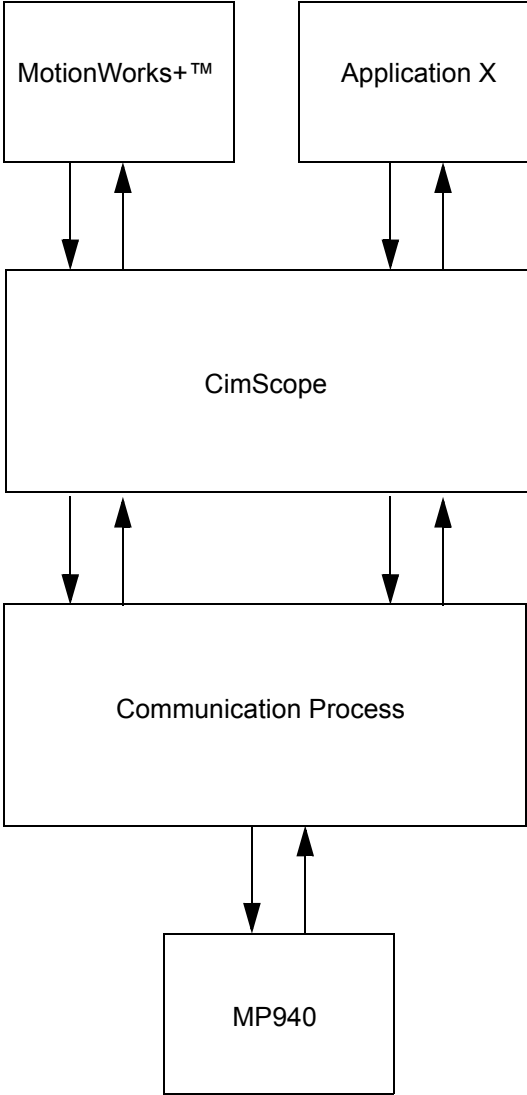 MotionWorks+™
Application X
CimScope
Communication Process
MP940